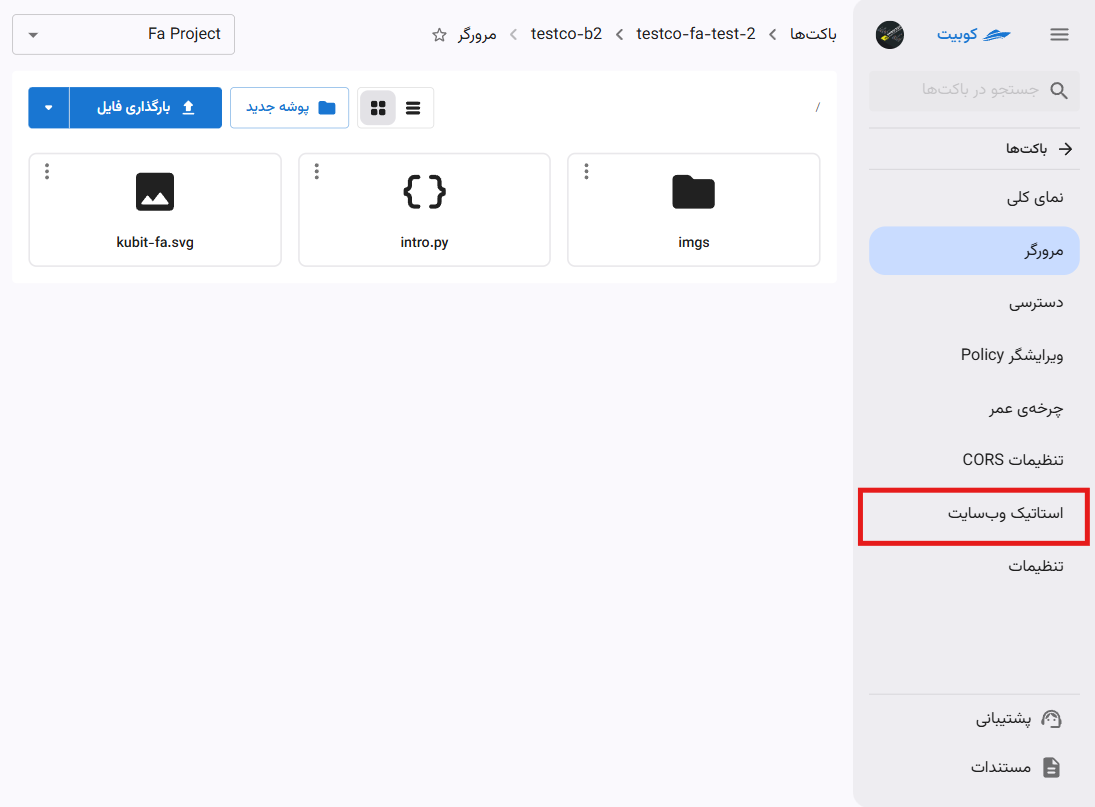 کوبیت
جستجو در باکت‌ها
باکت‌ها
نمای کلی
مرورگر
دسترسی
ویرایشگر Policy
چرخه‌ی عمر
تنظیمات CORS
استاتیک وب‌سایت
تنظیمات
پشتیبانی
مستندات
باکت‌ها > testco-fa-test-2 > testco-b2 > مرورگر
Fa Project
/
پوشه جدید
بارگذاری فایل
imgs
intro.py
kubit-fa.svg